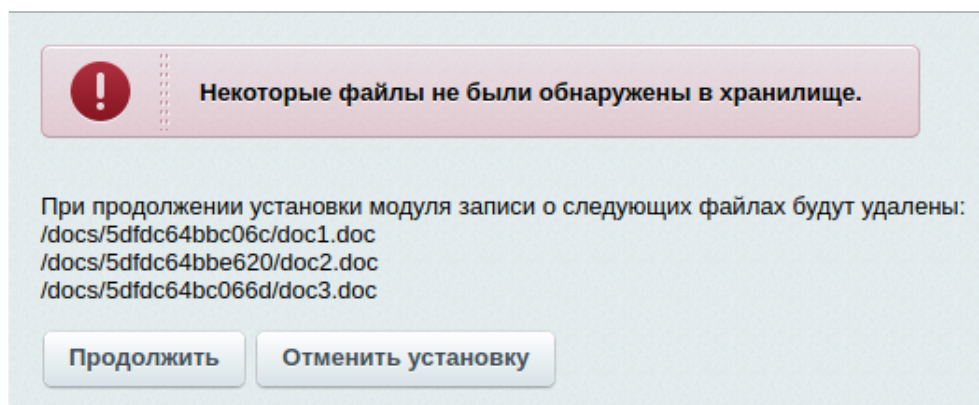 Некоторые файлы не были обнаружены в хранилище.
При продолжении установки модуля записи о следующих файлах будут удалены:
/docs/5dfdc64bbc06c/doc1.doc
/docs/5dfdc64bbe620/doc2.doc
/docs/5dfdc64bc066d/doc3.doc
Продолжить Отменить установку